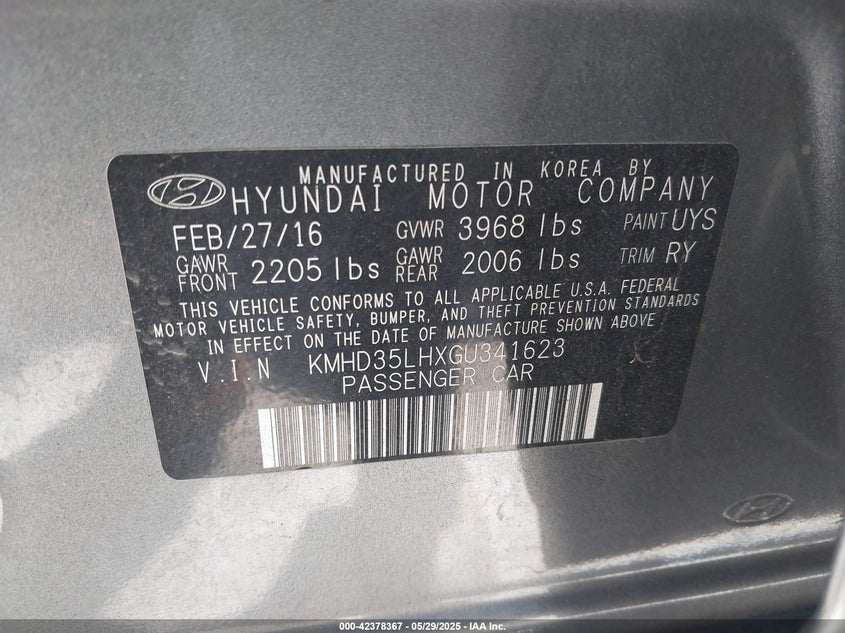 MANUFACTURED IN KOREA BY
HYUNDAI MOTOR COMPANY
FEB/27/16 GVWR 3968 lbs PAINT UYS
GAWR FRONT 2205 lbs GAWR REAR 2006 lbs TRIM RY
THIS VEHICLE CONFORMS TO ALL APPLICABLE U.S.A. FEDERAL
MOTOR VEHICLE SAFETY, BUMPER, AND THEFT PREVENTION STANDARDS
IN EFFECT ON THE DATE OF MANUFACTURE SHOWN ABOVE
V.I.N KMHD35LHXGU341623
PASSENGER CAR
000-42378367 - 05/29/2025 - IAA Inc.